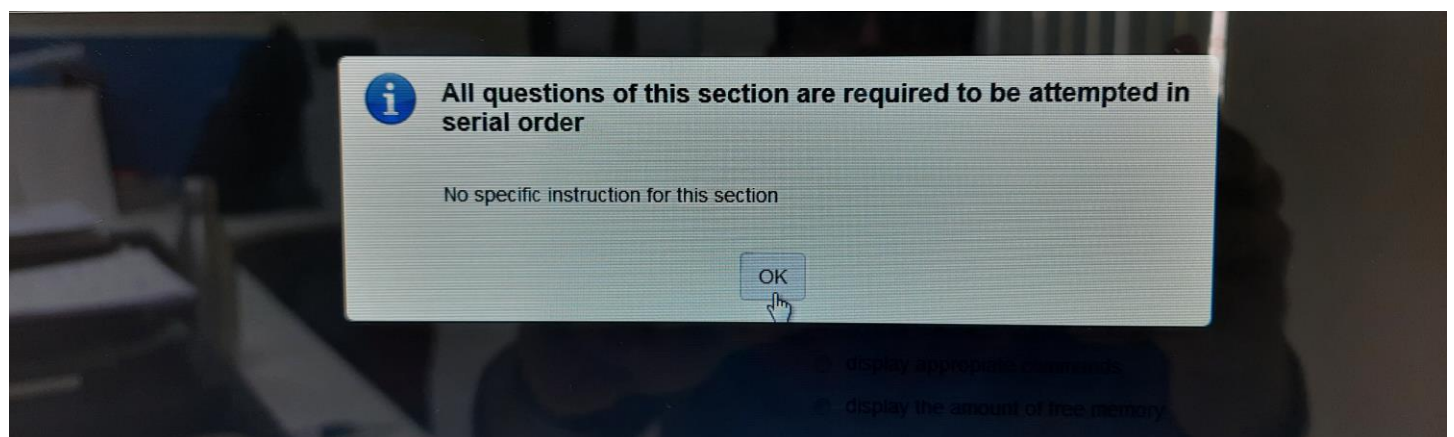 All questions of this section are required to be attempted in
serial order
No specific instruction for this section
OK
display appropriate commands
display the amount of free memory